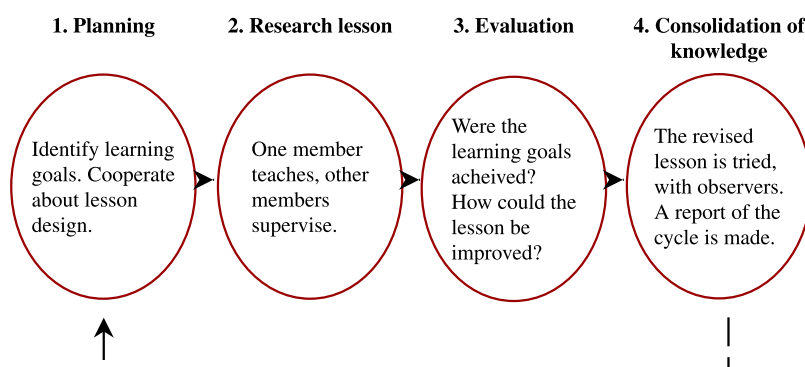 1. Planning
2. Research lesson
3. Evaluation
4. Consolidation of
knowledge
Identify learning
goals. Cooperate
about lesson
design.
One member
teaches, other
members
supervise.
Were the
learning goals
acheived?
How could the
lesson be
improved?
The revised
lesson is tried,
with observers.
A report of the
cycle is made.